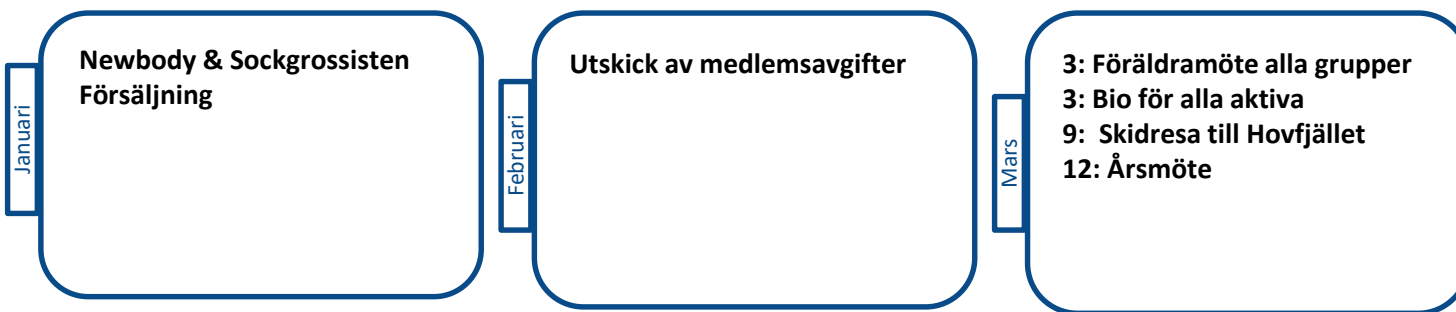 Januari
Newbody & Sockgrossisten
Försäljning
Februari
Utskick av medlemsavgifter
Mars
3: Föräldramöte alla grupper
3: Bio för alla aktiva
9:  Skidresa till Hovfjället
12: Årsmöte